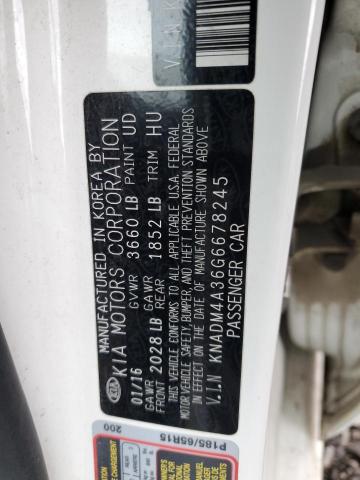 MANUFACTURED IN KOREA BY
KIA MOTORS CORPORATION
01/16 GVWR 3660 LB PAINT UD
GAWR FRONT 2028 LB GAWR REAR 1852 LB TRIM HU
THIS VEHICLE CONFORMS TO ALL APPLICABLE U.S.A. FEDERAL
MOTOR VEHICLE SAFETY, BUMPER, AND THEFT PREVENTION STANDARDS
IN EFFECT ON THE DATE OF MANUFACTURE SHOWN ABOVE
V.I.N KNADM4A36G6678245
PASSENGER CAR
KIA
V.I.N K
P185/65R15
200